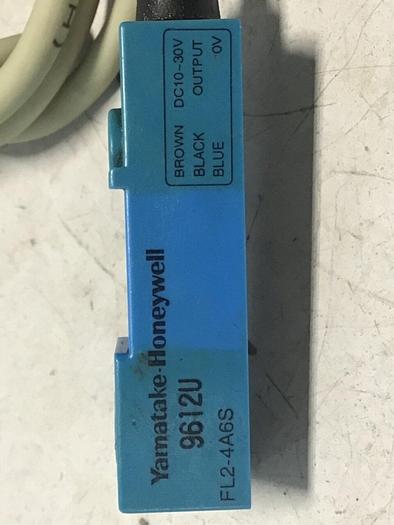 Yamatake-Honeywell
9612U
FL2-4A6S
BROWN DC10-30V
BLACK OUTPUT
BLUE 0V